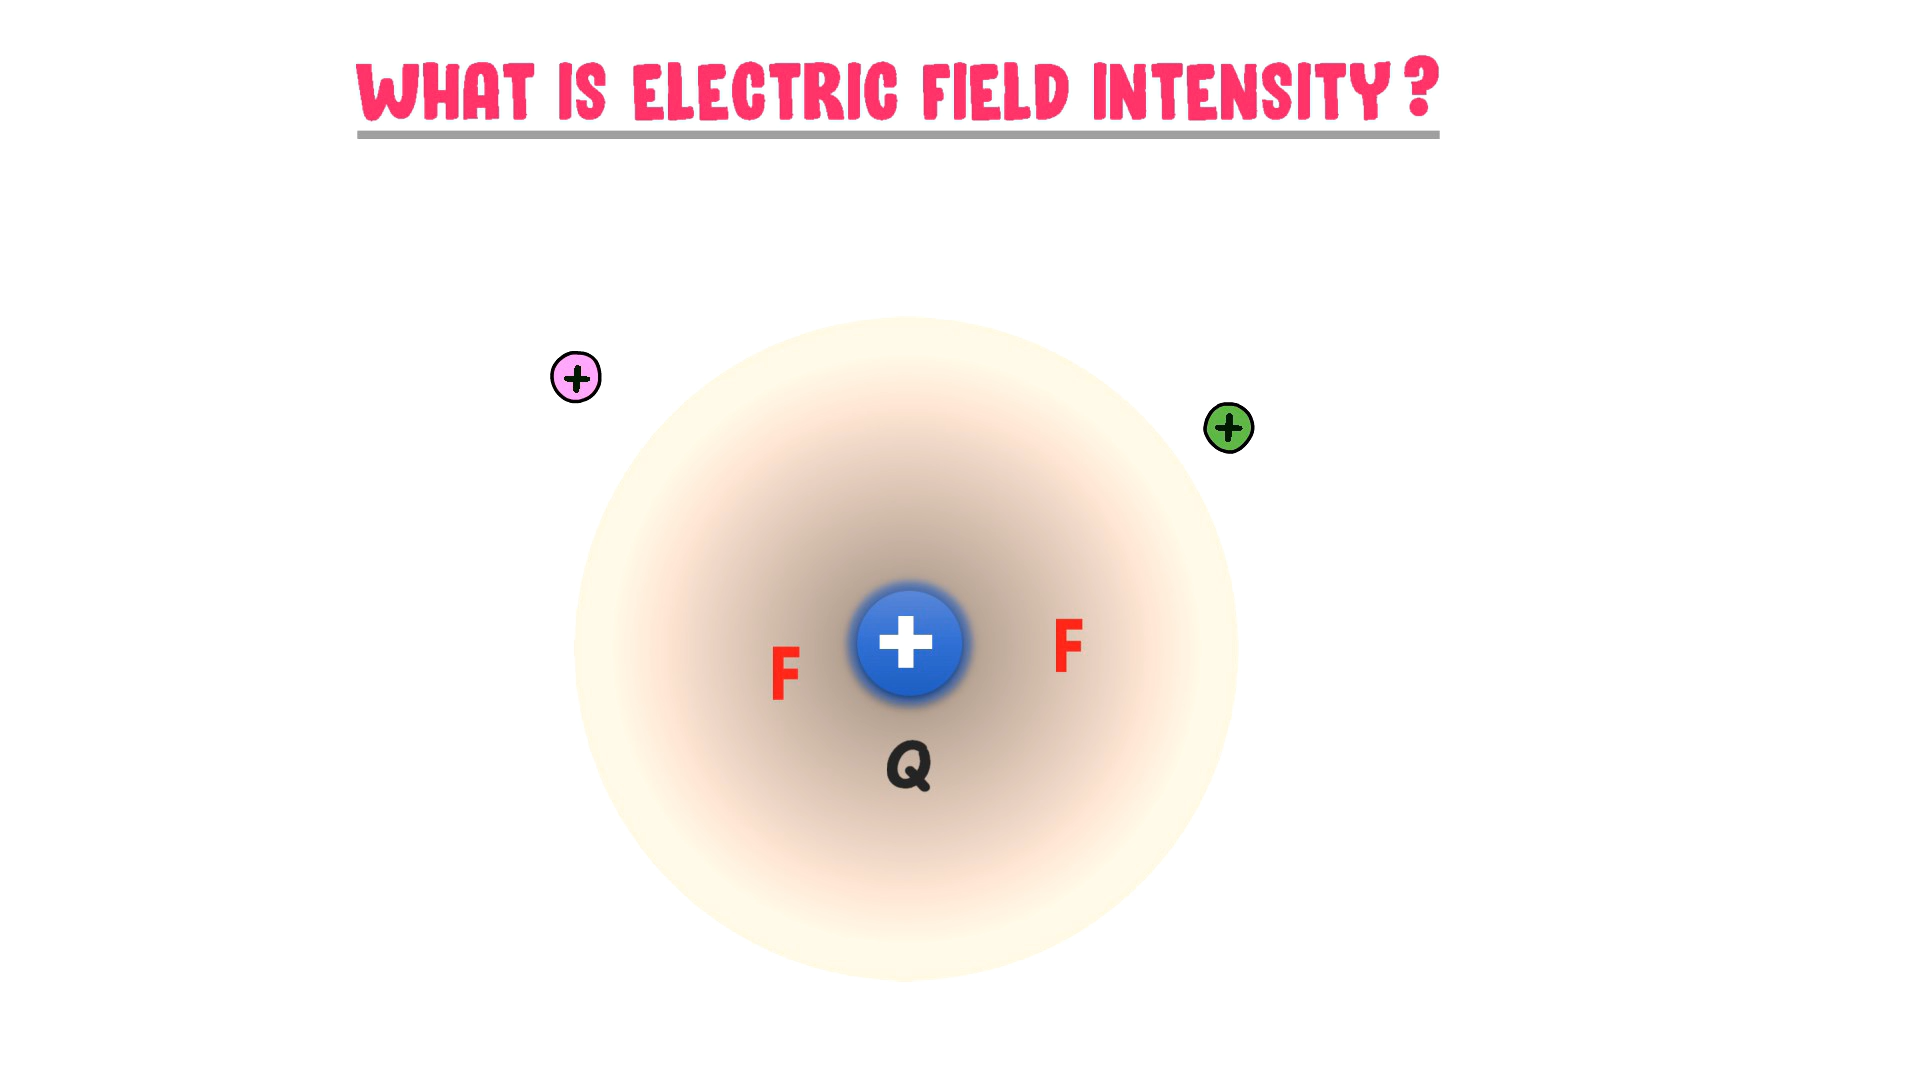 WHAT IS ELECTRIC FIELD INTENSITY?
+
+
+
F
F
Q